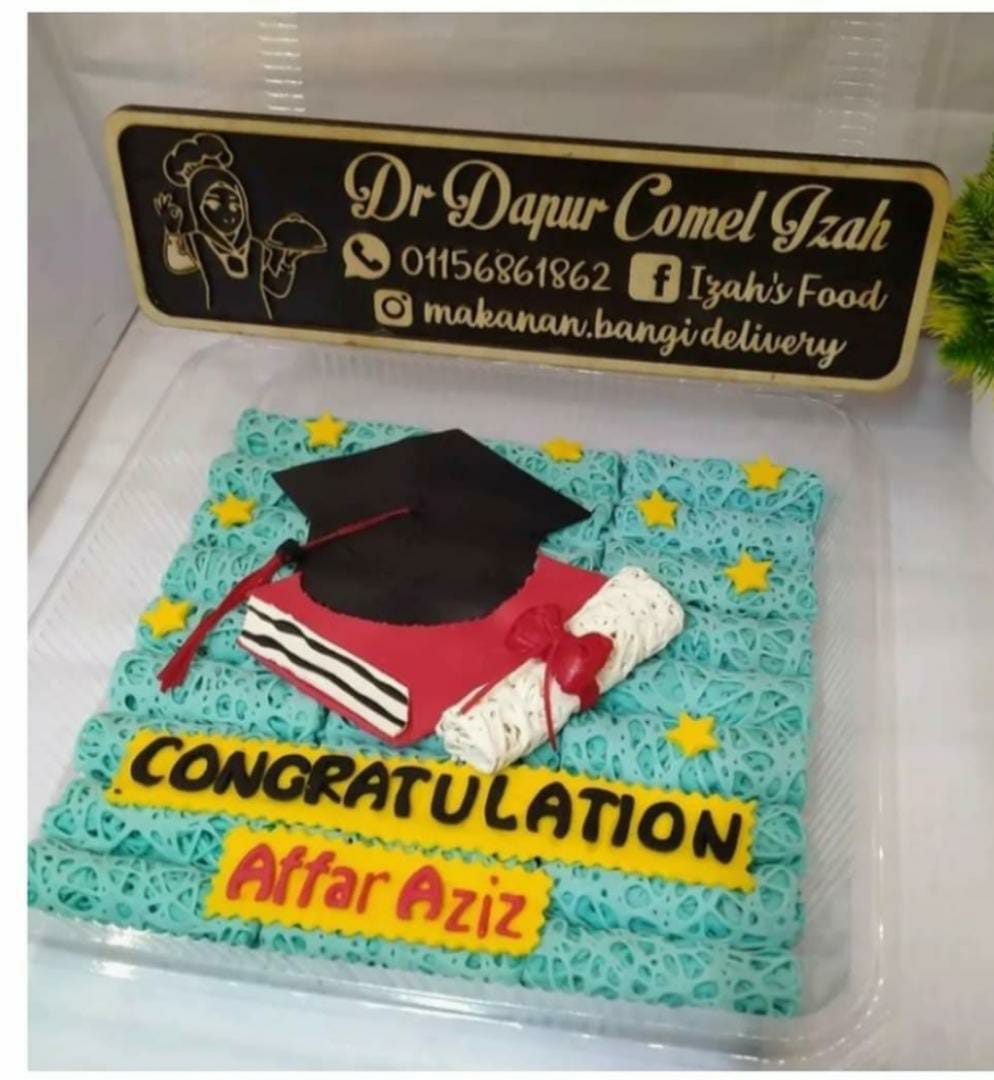 Dr Dapur Comel Izah
01156861862 f Izah's Food
makanan.bangi delivery
CONGRATULATION
Affar Aziz